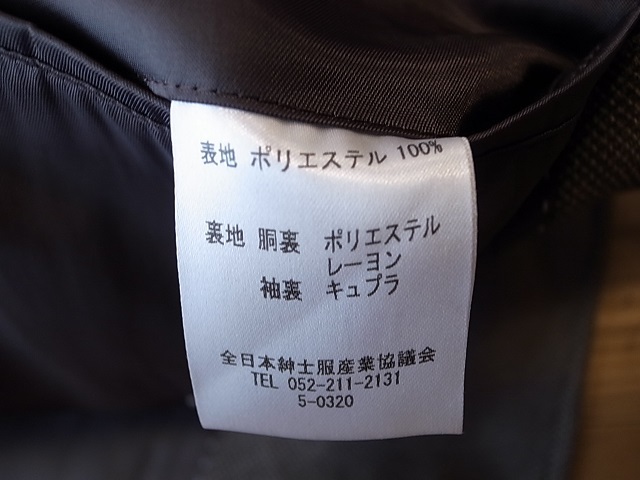 表地 ポリエステル 100%
裏地 胴裏 ポリエステル
レーヨン
袖裏 キュプラ
全日本紳士服産業協議会
TEL 052-211-2131
5-0320